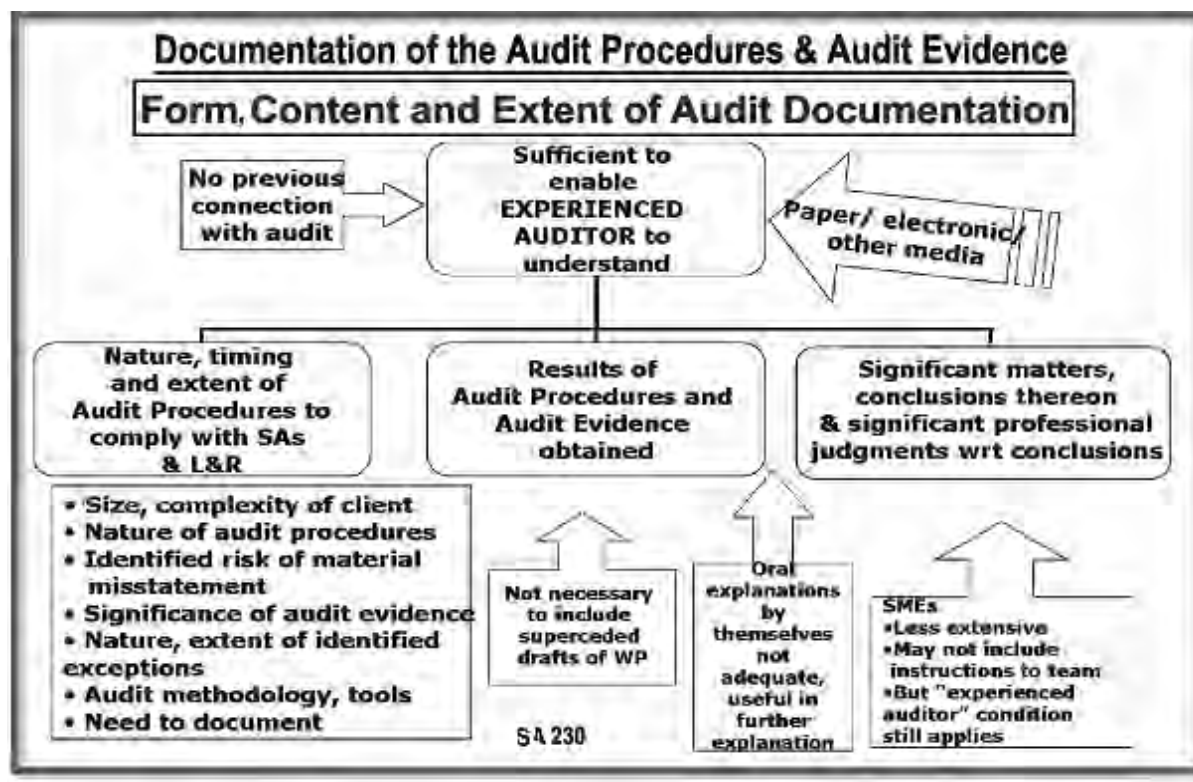 Documentation of the Audit Procedures & Audit Evidence
Form, Content and Extent of Audit Documentation
No previous
connection
with audit
Sufficient to
enable
EXPERIENCED
AUDITOR to
understand
Paper/ electronic/
other media
Nature, timing
and extent of
Audit Procedures to
comply with SAs
& L&R
Results of
Audit Procedures and
Audit Evidence
obtained
Significant matters,
conclusions thereon
& significant professional
judgments wrt conclusions
• Size, complexity of client
• Nature of audit procedures
• Identified risk of material
misstatement
• Significance of audit evidence
• Nature, extent of identified
exceptions
• Audit methodology, tools
• Need to document
Not necessary
to include
superceded
drafts of WP
Oral
explanations
by
themselves
not
adequate,
useful in
further
explanation
SMEs
•Less extensive
•May not include
instructions to team
•But "experienced
auditor" condition
still applies
SA 230